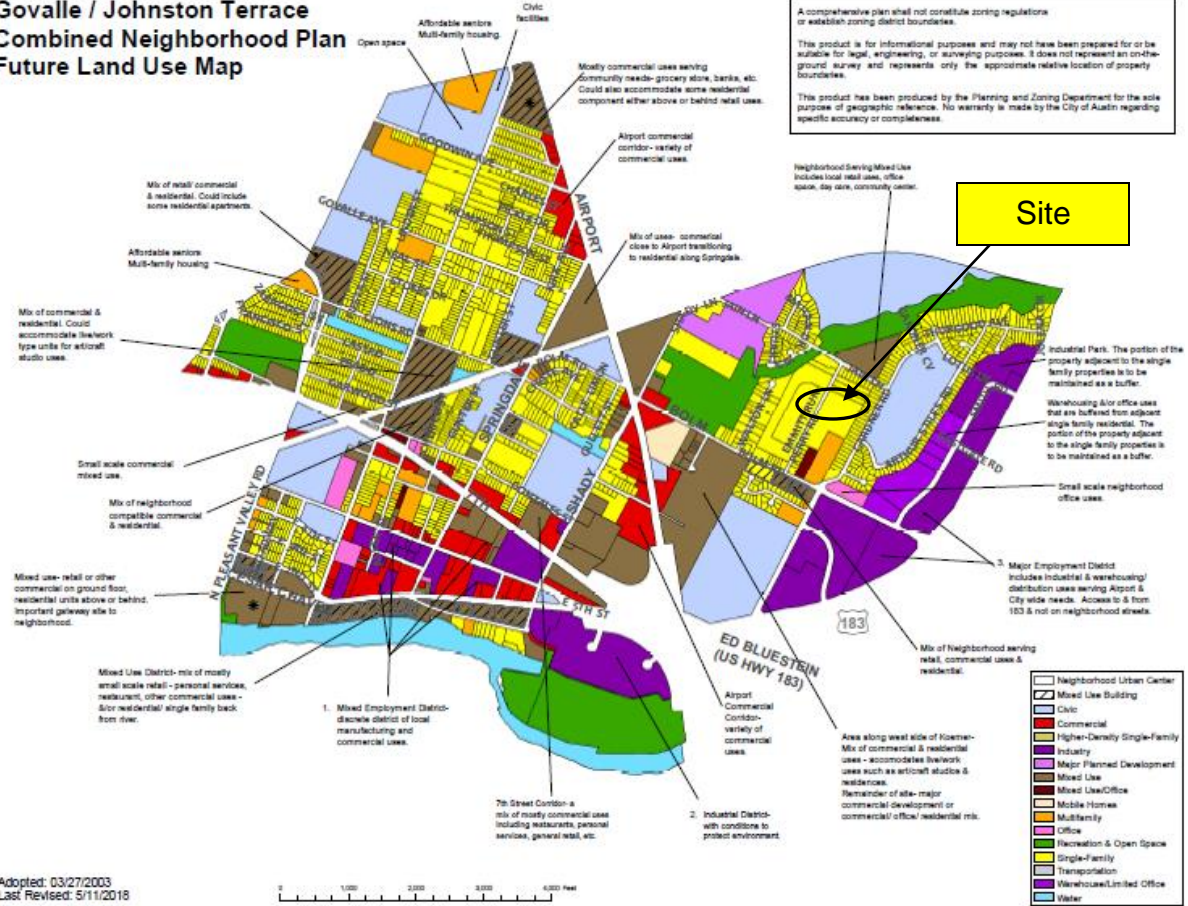 Govalle / Johnston Terrace
Combined Neighborhood Plan
Future Land Use Map
Open space
Affordable seniors
Multi-family housing.
Civic
facilities
Mostly commercial uses serving
community needs- grocery store, banks, etc.
Could also accommodate some residential
component either above or behind retail uses.
A comprehensive plan shall not constitute zoning regulations
or establish zoning district boundaries.
This product is for informational purposes and may not have been prepared for or be
suitable for legal, engineering, or surveying purposes. It does not represent an on-the-
ground survey and represents only the approximate relative location of property
boundaries.
This product has been produced by the Planning and Zoning Department for the sole
purpose of geographic reference. No warranty is made by the City of Austin regarding
specific accuracy or completeness.
Airport commercial
corridor- variety of
commercial uses.
Neighborhood Serving Mixed Use
includes local retail uses, office
space, day care, community center.
Site
Mix of retail/ commercial
& residential. Could include
some residential apartments.
Mix of uses- commerical
close to Airport transitioning
to residential along Springdale.
Affordable seniors
Multi-family housing
Mix of commercial &
residential. Could
accommodate live/work
type units for art/craft
studio uses.
GOODWIN AVE
GOVALLE AVE
AIRPORT
SPRINGDALE
SHADY
N PLEASANT VALLEY RD
E 5TH ST
ED BLUESTEIN
(US HWY 183)
183
Industrial Park. The portion of the
property adjacent to the single
family properties is to be
maintained as a buffer.
Warehousing &/or office uses
that are buffered from adjacent
single family residential. The
portion of the property adjacent
to the single family properties is
to be maintained as a buffer.
Small scale neighborhood
office uses.
3. Major Employment District
includes industrial & warehousing/
distribution uses serving Airport &
City wide needs. Access to & from
183 & not on neighborhood streets.
Small scale commercial
mixed use.
Mix of neighborhood
compatible commercial
& residential.
Mixed use- retail or other
commercial on ground floor,
residential units above or behind.
Important gateway site to
neighborhood.
Mixed Use District- mix of mostly
small scale retail - personal services,
restaurant, other commercial uses -
&/or residential/ single family back
from river.
1. Mixed Employment District-
discrete district of local
manufacturing and
commercial uses.
7th Street Corridor- a
mix of mostly commercial uses
including restaurants, personal
services, general retail, etc.
2. Industrial District-
with conditions to
protect environment.
Airport
Commercial
Corridor-
variety of
commercial
uses.
Area along west side of Koerner-
Mix of commercial & residential
uses - accomodates live/work
uses such as art/craft studios &
residences.
Remainder of site- major
commercial development or
commercial/ office/ residential mix.
Mix of Neighborhood serving
retail, commercial uses &
residential.
Neighborhood Urban Center
Mixed Use Building
Civic
Commercial
Higher-Density Single-Family
Industry
Major Planned Development
Mixed Use
Mixed Use/Office
Mobile Homes
Multifamily
Office
Recreation & Open Space
Single-Family
Transportation
Warehouse/Limited Office
Water
Adopted: 03/27/2003
Last Revised: 5/11/2018
0 1,000 2,000 3,000 4,000 Feet